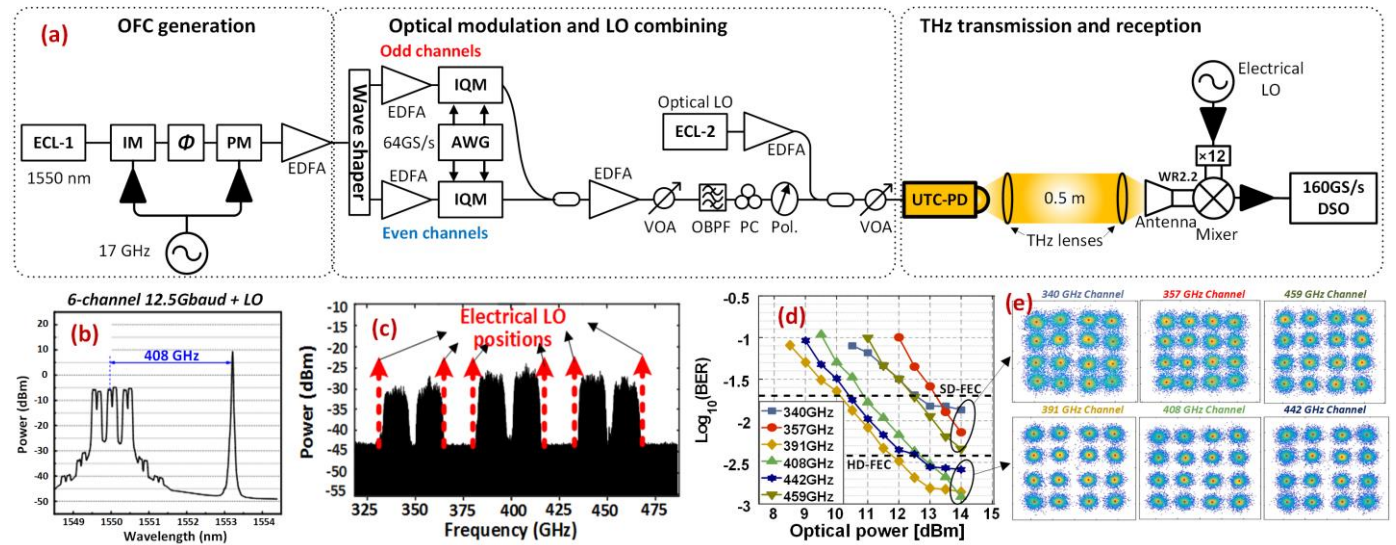 (a)
OFC generation
Optical modulation and LO combining
THz transmission and reception
ECL-1
1550 nm
IM
Φ
PM
EDFA
17 GHz
Wave shaper
Odd channels
EDFA
IQM
64GS/s
AWG
EDFA
IQM
Even channels
EDFA
VOA
OBPF
PC
Pol.
Optical LO
ECL-2
EDFA
VOA
UTC-PD
0.5 m
THz lenses
Antenna
WR2.2
Mixer
×12
Electrical
LO
160GS/s
DSO
6-channel 12.5Gbaud + LO
(b)
408 GHz
Power (dBm)
20
10
0
-10
-20
-30
-40
-50
1549
1550
1551
1552
1553
1554
Wavelength (nm)
(c)
Electrical LO
positions
Power (dBm)
-10
-15
-20
-25
-30
-35
-40
-45
-50
-55
325
350
375
400
425
450
475
Frequency (GHz)
(d)
Log10(BER)
-0.5
-1
-1.5
-2
-2.5
-3
SD-FEC
HD-FEC
340GHz
357GHz
391GHz
408GHz
442GHz
459GHz
8
9
10
11
12
13
14
15
Optical power [dBm]
(e)
340 GHz Channel
357 GHz Channel
459 GHz Channel
391 GHz Channel
408 GHz Channel
442 GHz Channel